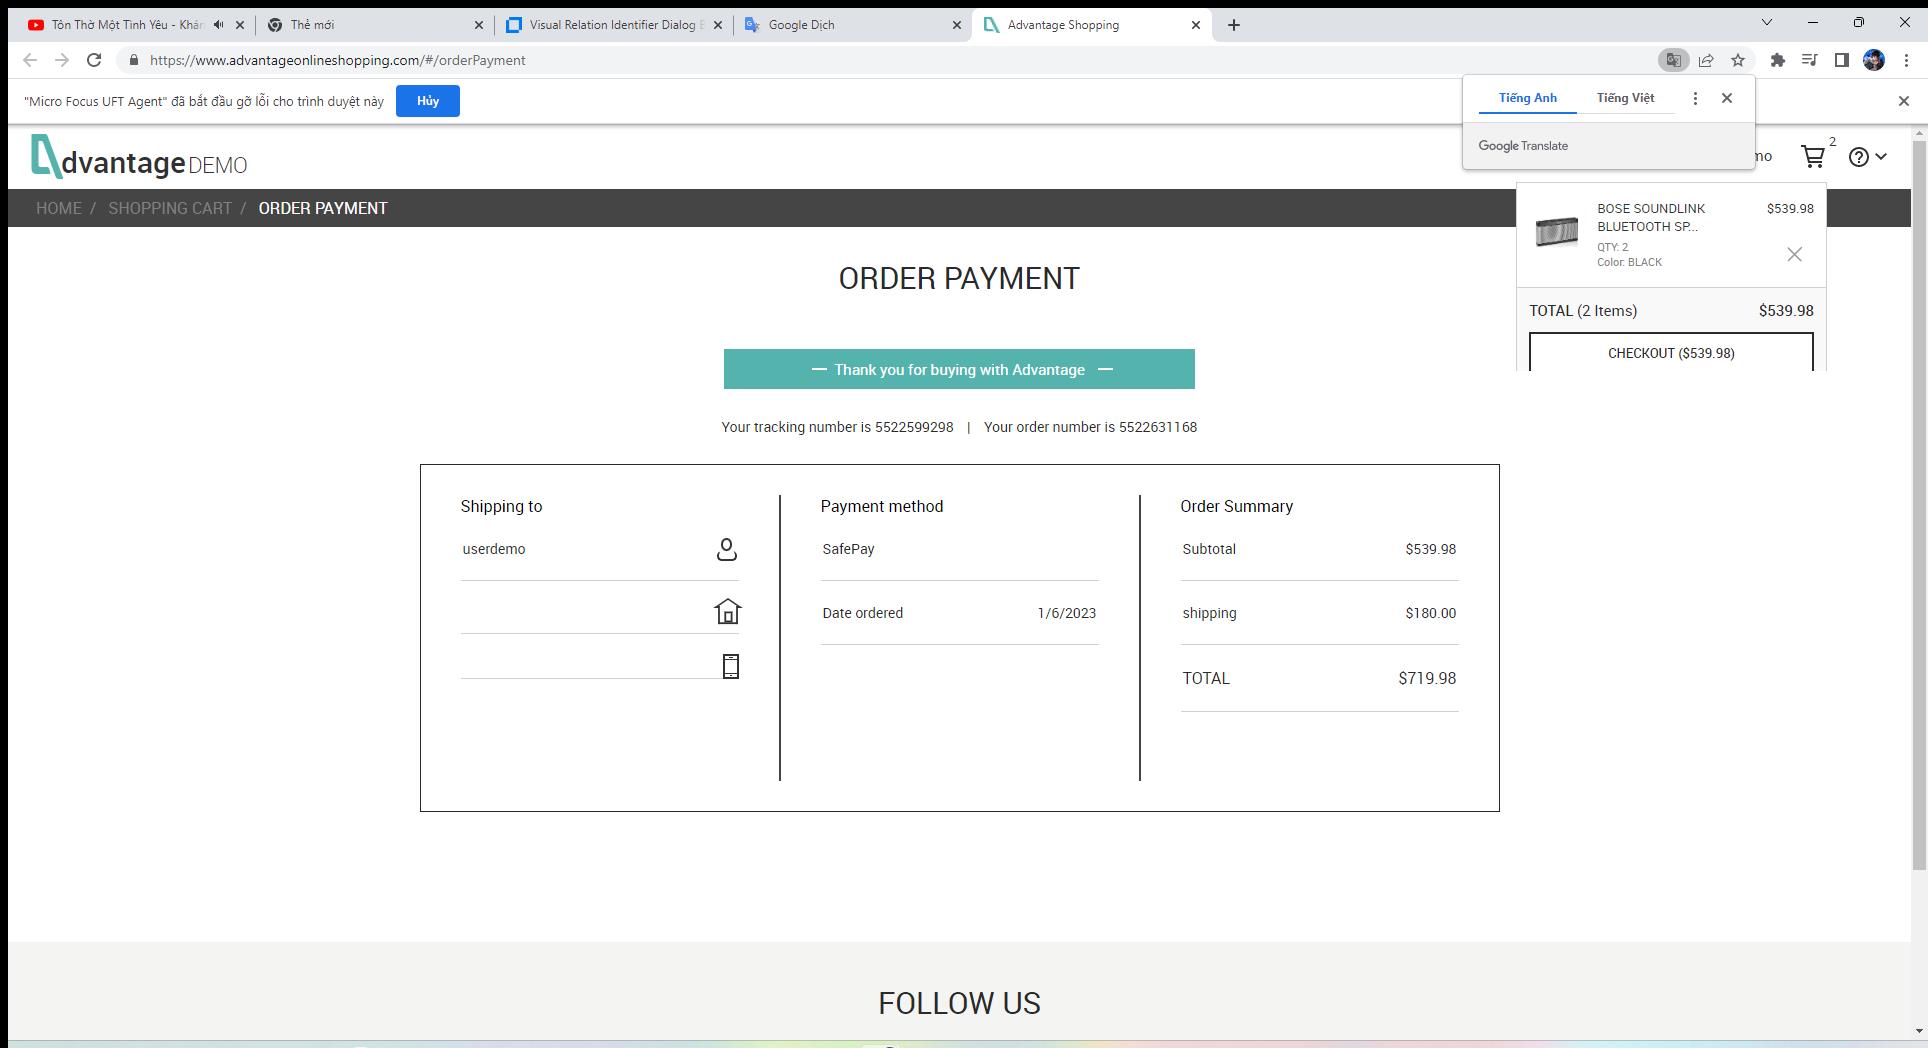 Tôn Thờ Một Tình Yêu - Khán
Thẻ mới
Visual Relation Identifier Dialog B
Google Dịch
Advantage Shopping
https://www.advantageonlineshopping.com/#/orderPayment
"Micro Focus UFT Agent" đã bắt đầu gỡ lỗi cho trình duyệt này
Hủy
Tiếng Anh
Tiếng Việt
Google Translate
dvantage DEMO
mo
2
HOME / SHOPPING CART / ORDER PAYMENT
BOSE SOUNDLINK
BLUETOOTH SP...
$539.98
QTY: 2
Color: BLACK
TOTAL (2 Items) $539.98
CHECKOUT ($539.98)
ORDER PAYMENT
— Thank you for buying with Advantage —
Your tracking number is 5522599298 | Your order number is 5522631168
Shipping to
userdemo
Payment method
SafePay
Date ordered 1/6/2023
Order Summary
Subtotal $539.98
shipping $180.00
TOTAL $719.98
FOLLOW US